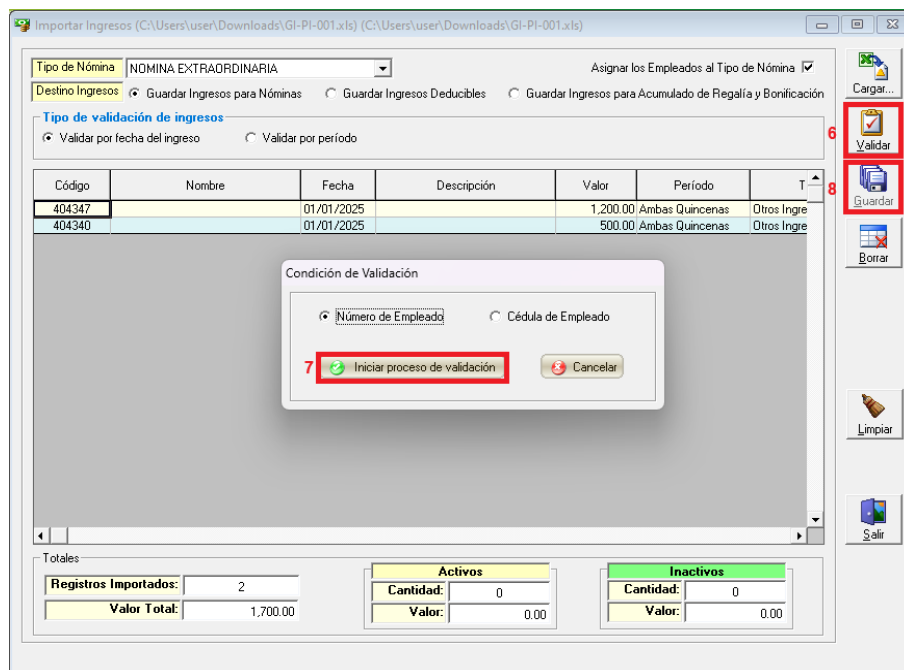 Importar Ingresos (C:\Users\user\Downloads\GI-PI-001.xls) (C:\Users\user\Downloads\GI-PI-001.xls)
Tipo de Nómina NOMINA EXTRAORDINARIA Asignar los Empleados al Tipo de Nómina
Destino Ingresos Guardar Ingresos para Nóminas Guardar Ingresos Deducibles Guardar Ingresos para Acumulado de Regalía y Bonificación
Tipo de validación de ingresos
Validar por fecha del ingreso Validar por período
Cargar...
6 Validar
8 Guardar
Borrar
Limpiar
Salir
Código Nombre Fecha Descripción Valor Período T
404347 01/01/2025 1,200.00 Ambas Quincenas Otros Ingre
404340 01/01/2025 500.00 Ambas Quincenas Otros Ingre
Condición de Validación
Número de Empleado Cédula de Empleado
7 Iniciar proceso de validación Cancelar
Totales
Registros Importados: 2
Valor Total: 1,700.00
Activos
Cantidad: 0
Valor: 0.00
Inactivos
Cantidad: 0
Valor: 0.00